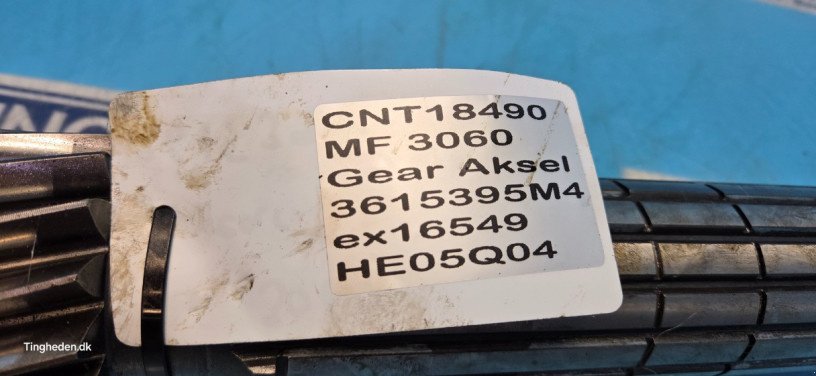 CNT18490
MF 3060
Gear Aksel
3615395M4
ex16549
HE05Q04
Tingheden.dk